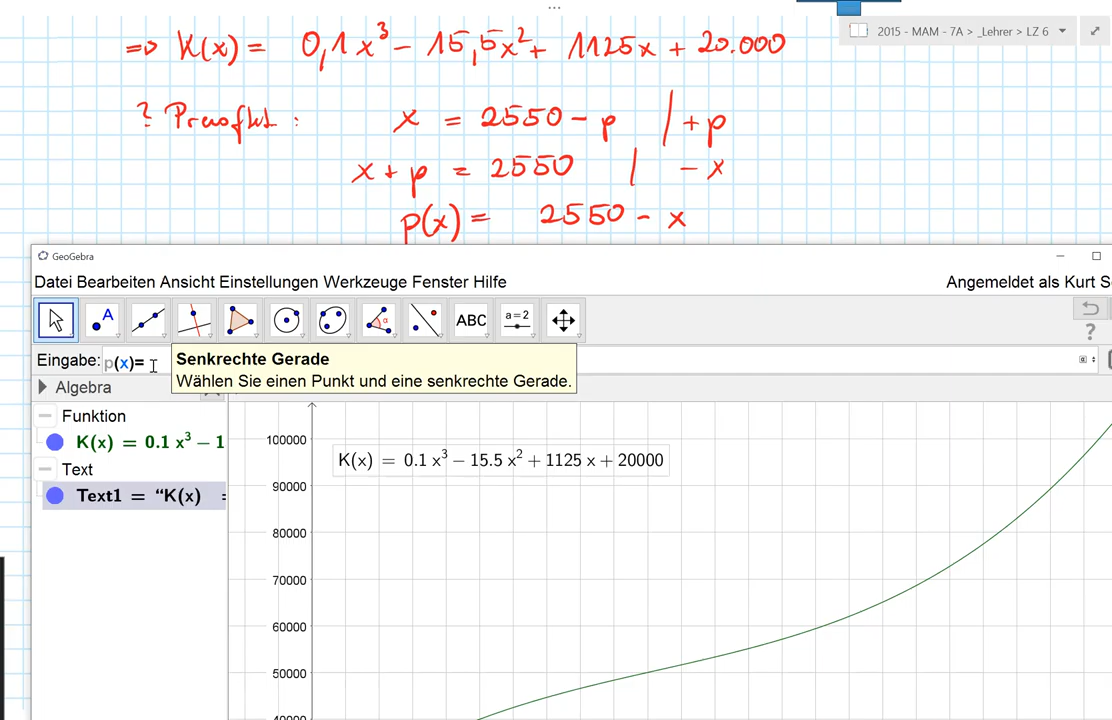 ...
=> K(x) = 0,1x³ - 15,5x² + 1125x + 20.000
2015 - MAM - 7A > _Lehrer > LZ 6
x = 2550 - p | + p
x + p = 2550 | - x
p(x) = 2550 - x
GeoGebra
Datei Bearbeiten Ansicht Einstellungen Werkzeuge Fenster Hilfe
Angemeldet als Kurt S
A
ABC
a=2
Eingabe: p(x)=
Senkrechte Gerade
Wählen Sie einen Punkt und eine senkrechte Gerade.
Algebra
Funktion
K(x) = 0.1 x³ − 1
Text
Text1 = “K(x) =
K(x) = 0.1 x³ − 15.5 x² + 1125 x + 20000
100000
90000
80000
70000
60000
50000
40000